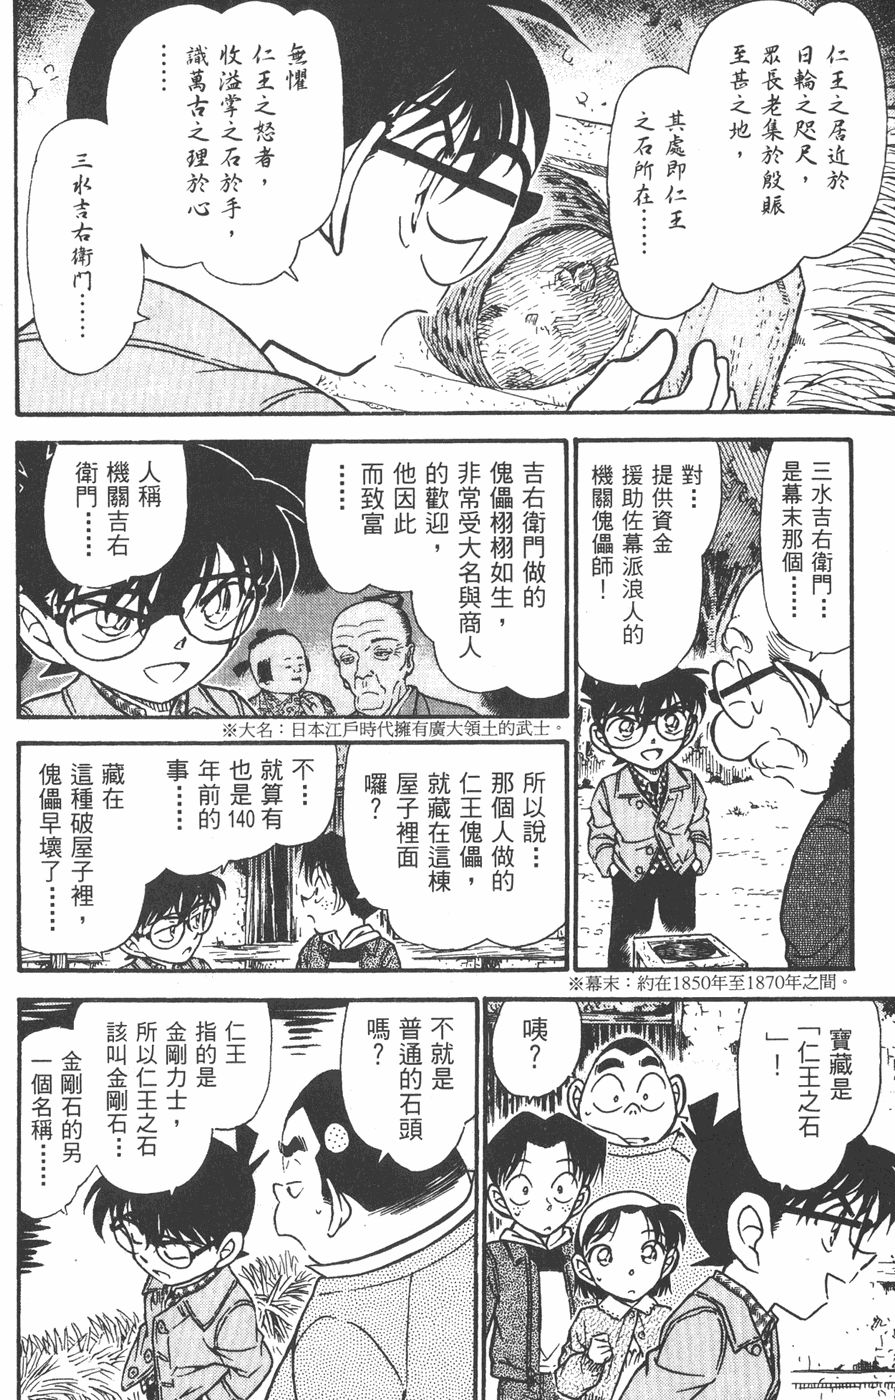 仁王之居近於
日輪之咫尺，
眾長老集於殷賑
至甚之地，
其處即仁王
之石所在……
無懼
仁王之怒者，
收溢掌之石於手，
識萬古之理於心
……
三水吉右衛門……
三水吉右衛門…
是幕末那個……
對…
提供資金
援助佐幕派浪人的
機關傀儡師！
※幕末：約在1850年至1870年之間。
吉右衛門做的
傀儡栩栩如生，
非常受大名與商人
的歡迎，
他因此
而致富
……
人稱
機關吉右
衛門……
※大名：日本江戶時代擁有廣大領土的武士。
所以說…
那個人做的
仁王傀儡，
就藏在這棟
屋子裡面
囉？
不…
就算有
也是140
年前的
事……
藏在
這種破屋子裡，
傀儡早壞了……
寶藏是
「仁王之石
」！
咦？
不就是
普通的石頭
嗎？
仁王
指的是
金剛力士，
所以仁王之石
該叫金剛石…
金剛石的另
一個名稱……